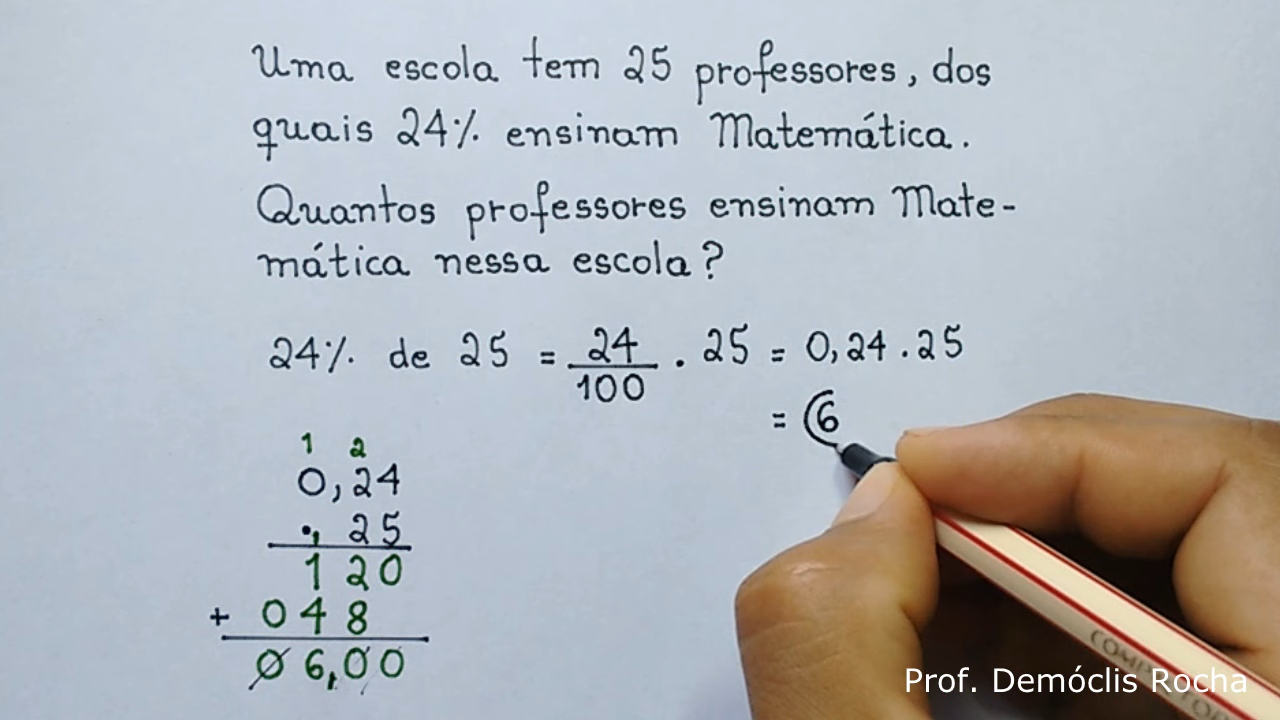 Uma escola tem 25 professores, dos
quais 24% ensinam Matemática.
Quantos professores ensinam Mate-
mática nessa escola?
24% de 25 = 24/100 . 25 = 0,24 . 25
= 6
1 2
0,24
. 25
120
+ 048
06,00
Prof. Demóclis Rocha